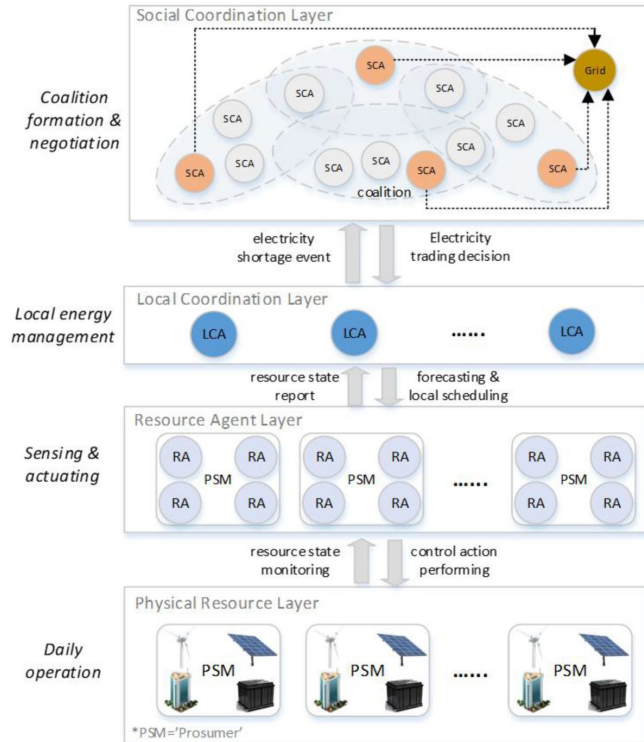 Social Coordination Layer
SCA
Grid
SCA
SCA
SCA
SCA
SCA
SCA
SCA
SCA
SCA
SCA
SCA
SCA
coalition
Coalition
formation &
negotiation
electricity
shortage event
Electricity
trading decision
Local Coordination Layer
LCA
LCA
......
LCA
Local energy
management
resource state
report
forecasting &
local scheduling
Resource Agent Layer
RA
RA
RA
RA
RA
RA
PSM
PSM
......
PSM
RA
RA
RA
RA
RA
RA
Sensing &
actuating
resource state
monitoring
control action
performing
Physical Resource Layer
PSM
PSM
......
PSM
Daily
operation
*PSM='Prosumer'